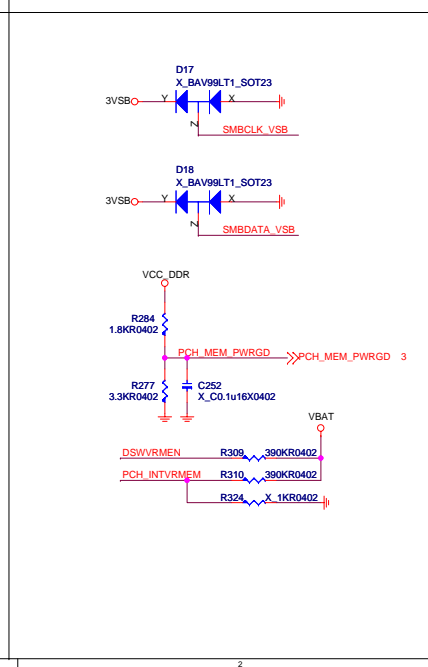 D17
X_BAV99LT1_SOT23
3VSB
Y
X
Z
SMBCLK_VSB
D18
X_BAV99LT1_SOT23
3VSB
Y
X
Z
SMBDATA_VSB
VCC_DDR
R284
1.8KR0402
PCH_MEM_PWRGD
PCH_MEM_PWRGD 3
R277
3.3KR0402
C252
X_C0.1u16X0402
VBAT
DSWVRMEN
R309
390KR0402
PCH_INTVRMEM
R310
390KR0402
R324
X_1KR0402
2